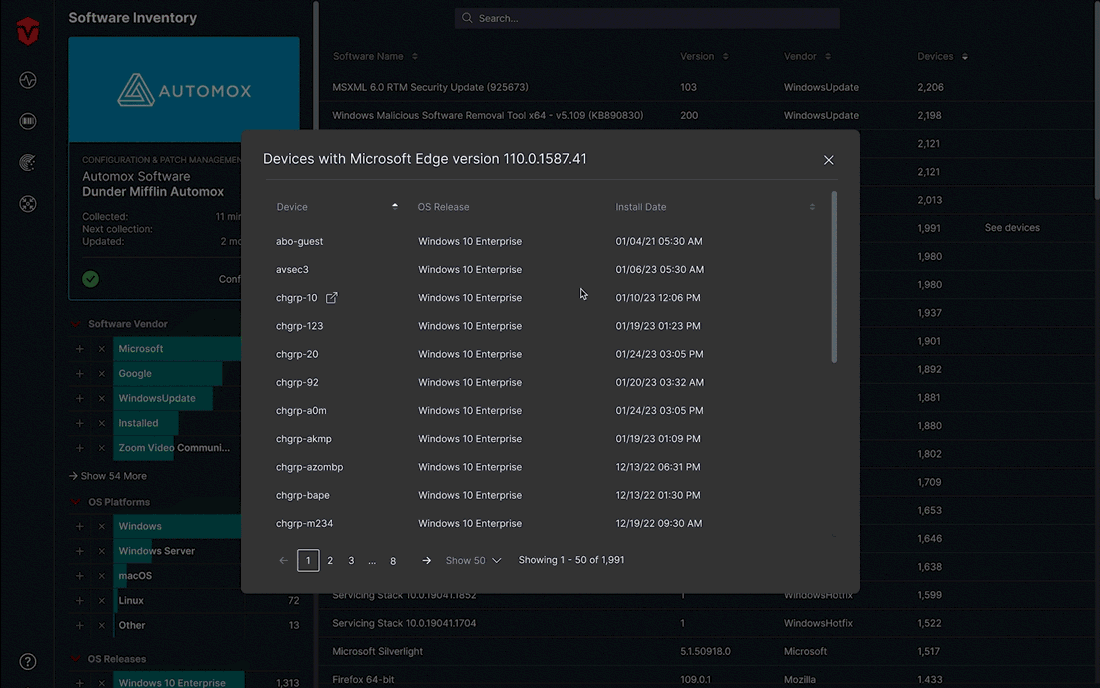 Software Inventory
Search...
AUTOMOX
CONFIGURATION & PATCH MANAGEMEN
Automox Software
Dunder Mifflin Automox
Collected: 11 min
Next collection:
Updated: 2 mo
Conf
Software Vendor
Microsoft
Google
WindowsUpdate
Installed
Zoom Video Communi...
Show 54 More
OS Platforms
Windows
Windows Server
macOS
Linux 72
Other 13
OS Releases
Windows 10 Enterprise 1,313
Software Name Version Vendor Devices
MSXML 6.0 RTM Security Update (925673) 103 WindowsUpdate 2,206
Windows Malicious Software Removal Tool x64 - v5.109 (KB890830) 200 WindowsUpdate 2,198
2,121
2,121
2,013
1,991 See devices
1,980
1,980
1,937
1,901
1,892
1,881
1,880
1,802
1,709
1,653
1,646
1,638
Servicing Stack 10.0.19041.1852 1 WindowsHotfix 1,599
Servicing Stack 10.0.19041.1704 1 WindowsHotfix 1,522
Microsoft Silverlight 5.1.50918.0 Microsoft 1,517
Firefox 64-bit 109.0.1 Mozilla 1,433
Devices with Microsoft Edge version 110.0.1587.41
Device OS Release Install Date
abo-guest Windows 10 Enterprise 01/04/21 05:30 AM
avsec3 Windows 10 Enterprise 01/06/23 05:30 AM
chgrp-10 Windows 10 Enterprise 01/10/23 12:06 PM
chgrp-123 Windows 10 Enterprise 01/19/23 01:23 PM
chgrp-20 Windows 10 Enterprise 01/24/23 03:05 PM
chgrp-92 Windows 10 Enterprise 01/20/23 03:32 AM
chgrp-a0m Windows 10 Enterprise 01/24/23 03:05 PM
chgrp-akmp Windows 10 Enterprise 01/19/23 01:09 PM
chgrp-azombp Windows 10 Enterprise 12/13/22 06:31 PM
chgrp-bape Windows 10 Enterprise 12/13/22 01:30 PM
chgrp-m234 Windows 10 Enterprise 12/19/22 09:30 AM
1 2 3 ... 8 Show 50 Showing 1 - 50 of 1,991